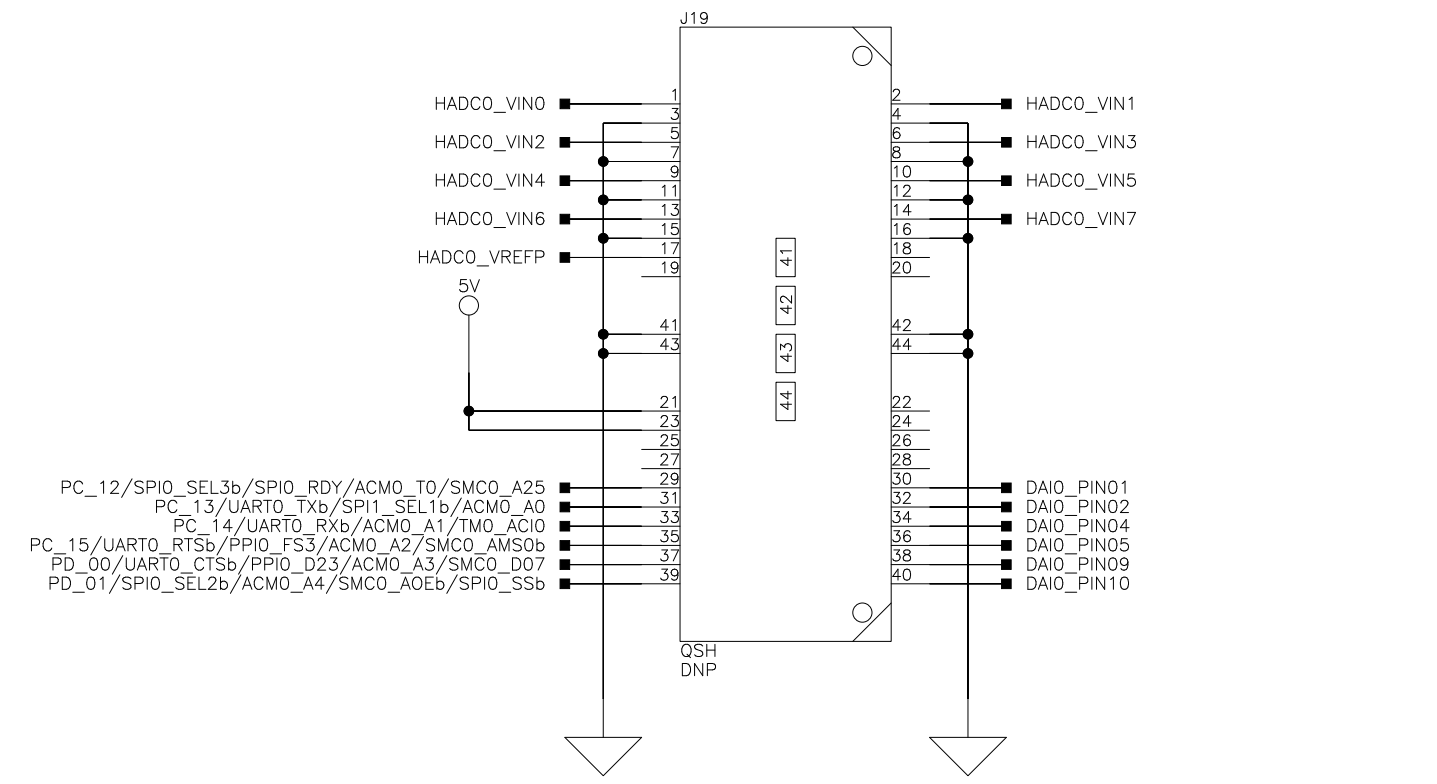 J19
HADC0_VIN0 1 2 HADC0_VIN1
3 4
HADC0_VIN2 5 6 HADC0_VIN3
7 8
HADC0_VIN4 9 10 HADC0_VIN5
11 12
HADC0_VIN6 13 14 HADC0_VIN7
15 16
HADC0_VREFP 17 18
19 20
5V
41 42
43 44
41
42
43
44
21 22
23 24
25 26
27 28
PC_12/SPI0_SEL3b/SPI0_RDY/ACM0_T0/SMC0_A25 29 30 DAI0_PIN01
PC_13/UART0_TXb/SPI1_SEL1b/ACM0_A0 31 32 DAI0_PIN02
PC_14/UART0_RXb/ACM0_A1/TM0_ACI0 33 34 DAI0_PIN04
PC_15/UART0_RTSb/PPI0_FS3/ACM0_A2/SMC0_AMS0b 35 36 DAI0_PIN05
PD_00/UART0_CTSb/PPI0_D23/ACM0_A3/SMC0_D07 37 38 DAI0_PIN09
PD_01/SPI0_SEL2b/ACM0_A4/SMC0_AOEb/SPI0_SSb 39 40 DAI0_PIN10
QSH
DNP